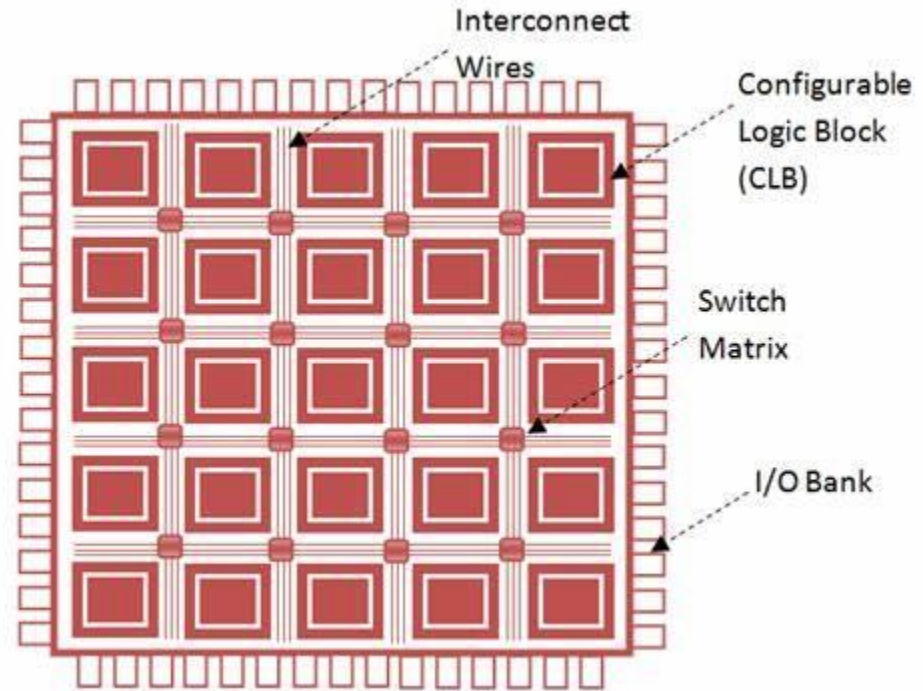 Interconnect
Wires
Configurable
Logic Block
(CLB)
Switch
Matrix
I/O Bank